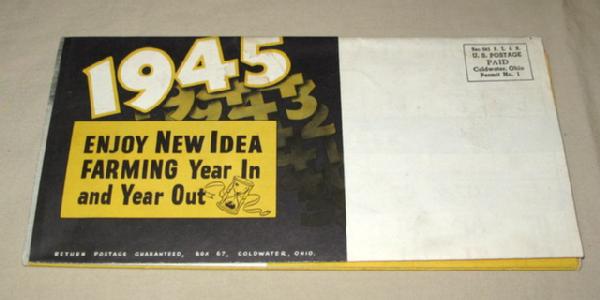 1945
ENJOY NEW IDEA
FARMING Year In
and Year Out
RETURN POSTAGE GUARANTEED, BOX 67, COLDWATER, OHIO.
Sec. 562 P. L. & R.
U. S. POSTAGE
PAID
Coldwater, Ohio
Permit No. 1